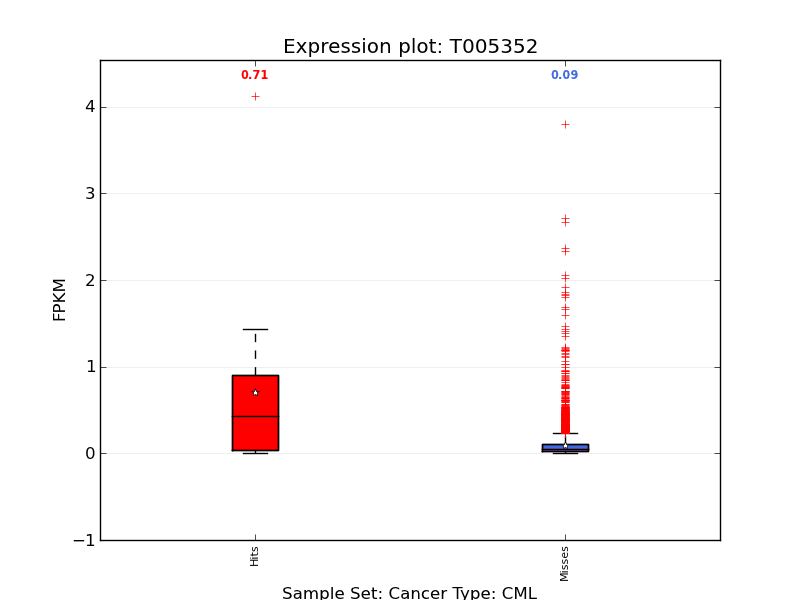 Expression plot: T005352
0.71
0.09
4
3
2
1
0
−1
FPKM
Hits
Misses
Sample Set: Cancer Type: CML